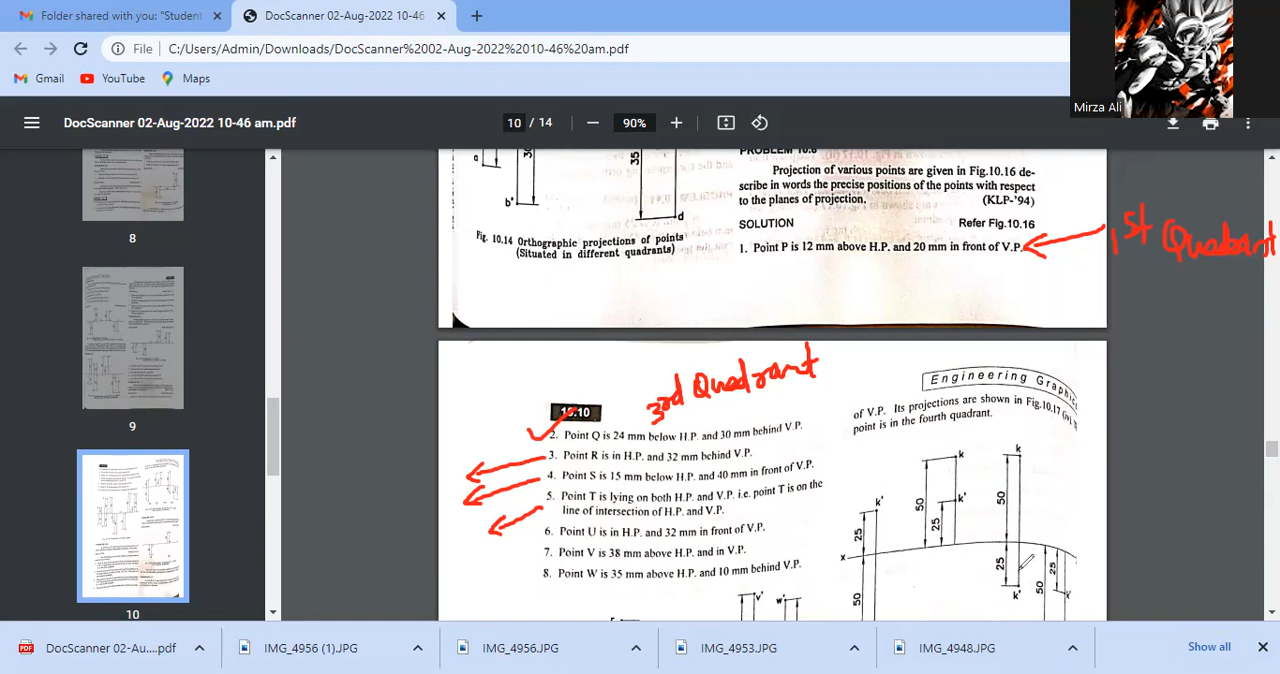 Folder shared with you: "Student
DocScanner 02-Aug-2022 10-46
File
C:/Users/Admin/Downloads/DocScanner%2002-Aug-2022%2010-46%20am.pdf
Gmail
YouTube
Maps
Mirza Ali
DocScanner 02-Aug-2022 10-46 am.pdf
10 / 14
90%
8
9
10
35
b'
d
Fig. 10.14 Orthographic projections of points
(Situated in different quadrants)
Projection of various points are given in Fig.10.16 de-
scribe in words the precise positions of the points with respect
to the planes of projection. (KLP-'94)
SOLUTION Refer Fig.10.16
1. Point P is 12 mm above H.P. and 20 mm in front of V.P.
1st Quadrant
3rd Quadrant
10.10
2. Point Q is 24 mm below H.P. and 30 mm behind V.P.
3. Point R is in H.P. and 32 mm behind V.P.
Point S is 15 mm below H.P. and 40 mm in front of V.P.
5. Point T is lying on both H.P. and V.P. i.e. point T is on the
line of intersection of H.P. and V.P.
6. Point U is in H.P. and 32 mm in front of V.P.
7. Point V is 38 mm above H.P. and in V.P.
8. Point W is 35 mm above H.P. and 10 mm behind V.P.
Engineering Graphics
of V.P. Its projections are shown in Fig.10.17
point is in the fourth quadrant.
k' 25 x 50
50 25 k k'
k 50 25 k'
50 25
v' w'
DocScanner 02-Au....pdf
IMG_4956 (1).JPG
IMG_4956.JPG
IMG_4953.JPG
IMG_4948.JPG
Show all